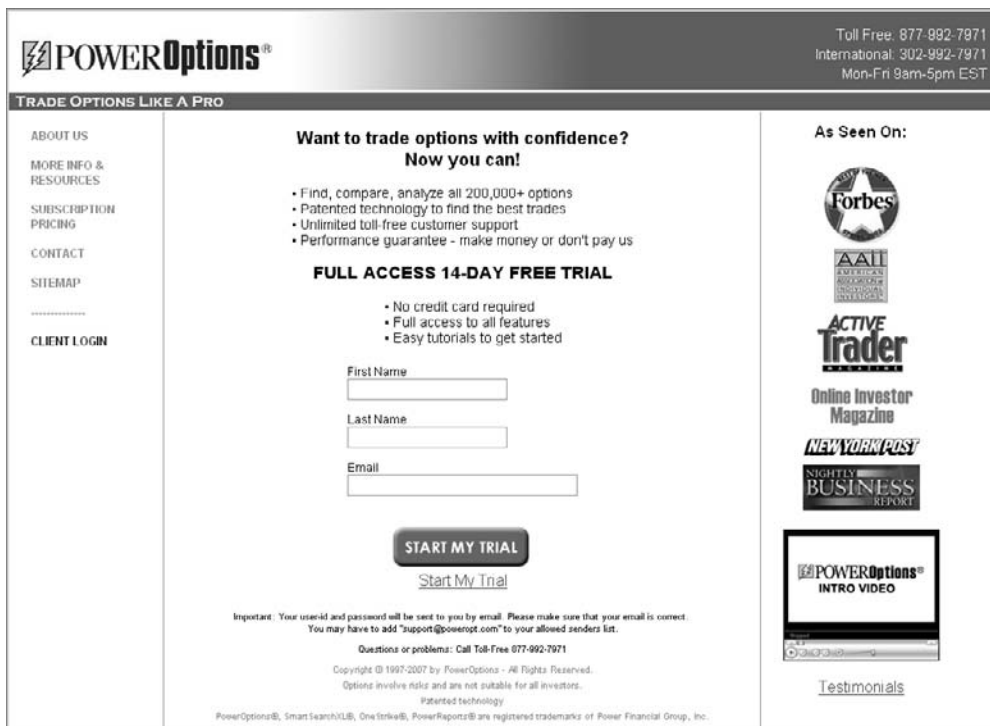 POWEROptions®
Toll Free: 877-992-7971
International: 302-992-7971
Mon-Fri 9am-5pm EST
TRADE OPTIONS LIKE A PRO
ABOUT US
MORE INFO &
RESOURCES
SUBSCRIPTION
PRICING
CONTACT
SITEMAP
--------------
CLIENT LOGIN
Want to trade options with confidence?
Now you can!
• Find, compare, analyze all 200,000+ options
• Patented technology to find the best trades
• Unlimited toll-free customer support
• Performance guarantee - make money or don't pay us
FULL ACCESS 14-DAY FREE TRIAL
• No credit card required
• Full access to all features
• Easy tutorials to get started
First Name
Last Name
Email
START MY TRIAL
Start My Trial
Important: Your user-id and password will be sent to you by email. Please make sure that your email is correct.
You may have to add "support@poweropt.com" to your allowed senders list.
Questions or problems: Call Toll-Free 877-992-7971
Copyright @ 1997-2007 by PowerOptions - All Rights Reserved.
Options involve risks and are not suitable for all investors.
Patented technology
PowerOptions®, SmartSearchXL®, OneStrike®, PowerReports® are registered trademarks of Power Financial Group, Inc.
As Seen On:
Forbes
AAII
AMERICAN
ASSOCIATION of
INDIVIDUAL
INVESTORS
ACTIVE
Trader
MAGAZINE
Online Investor
Magazine
NEW YORK POST
NIGHTLY
BUSINESS
REPORT
POWEROptions®
INTRO VIDEO
Stopped
Testimonials